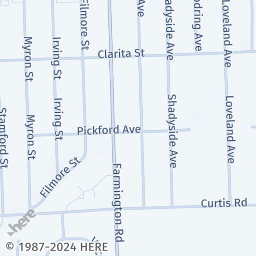 Myron St
Irving St
Filmore St
Clarita St
Shadyside Ave
Loveland Ave
Stamford St
Myron St
Irving St
Pickford Ave
Shadyside Ave
Loveland Ave
Filmore St
Farmington Rd
Curtis Rd
here
© 1987-2024 HERE